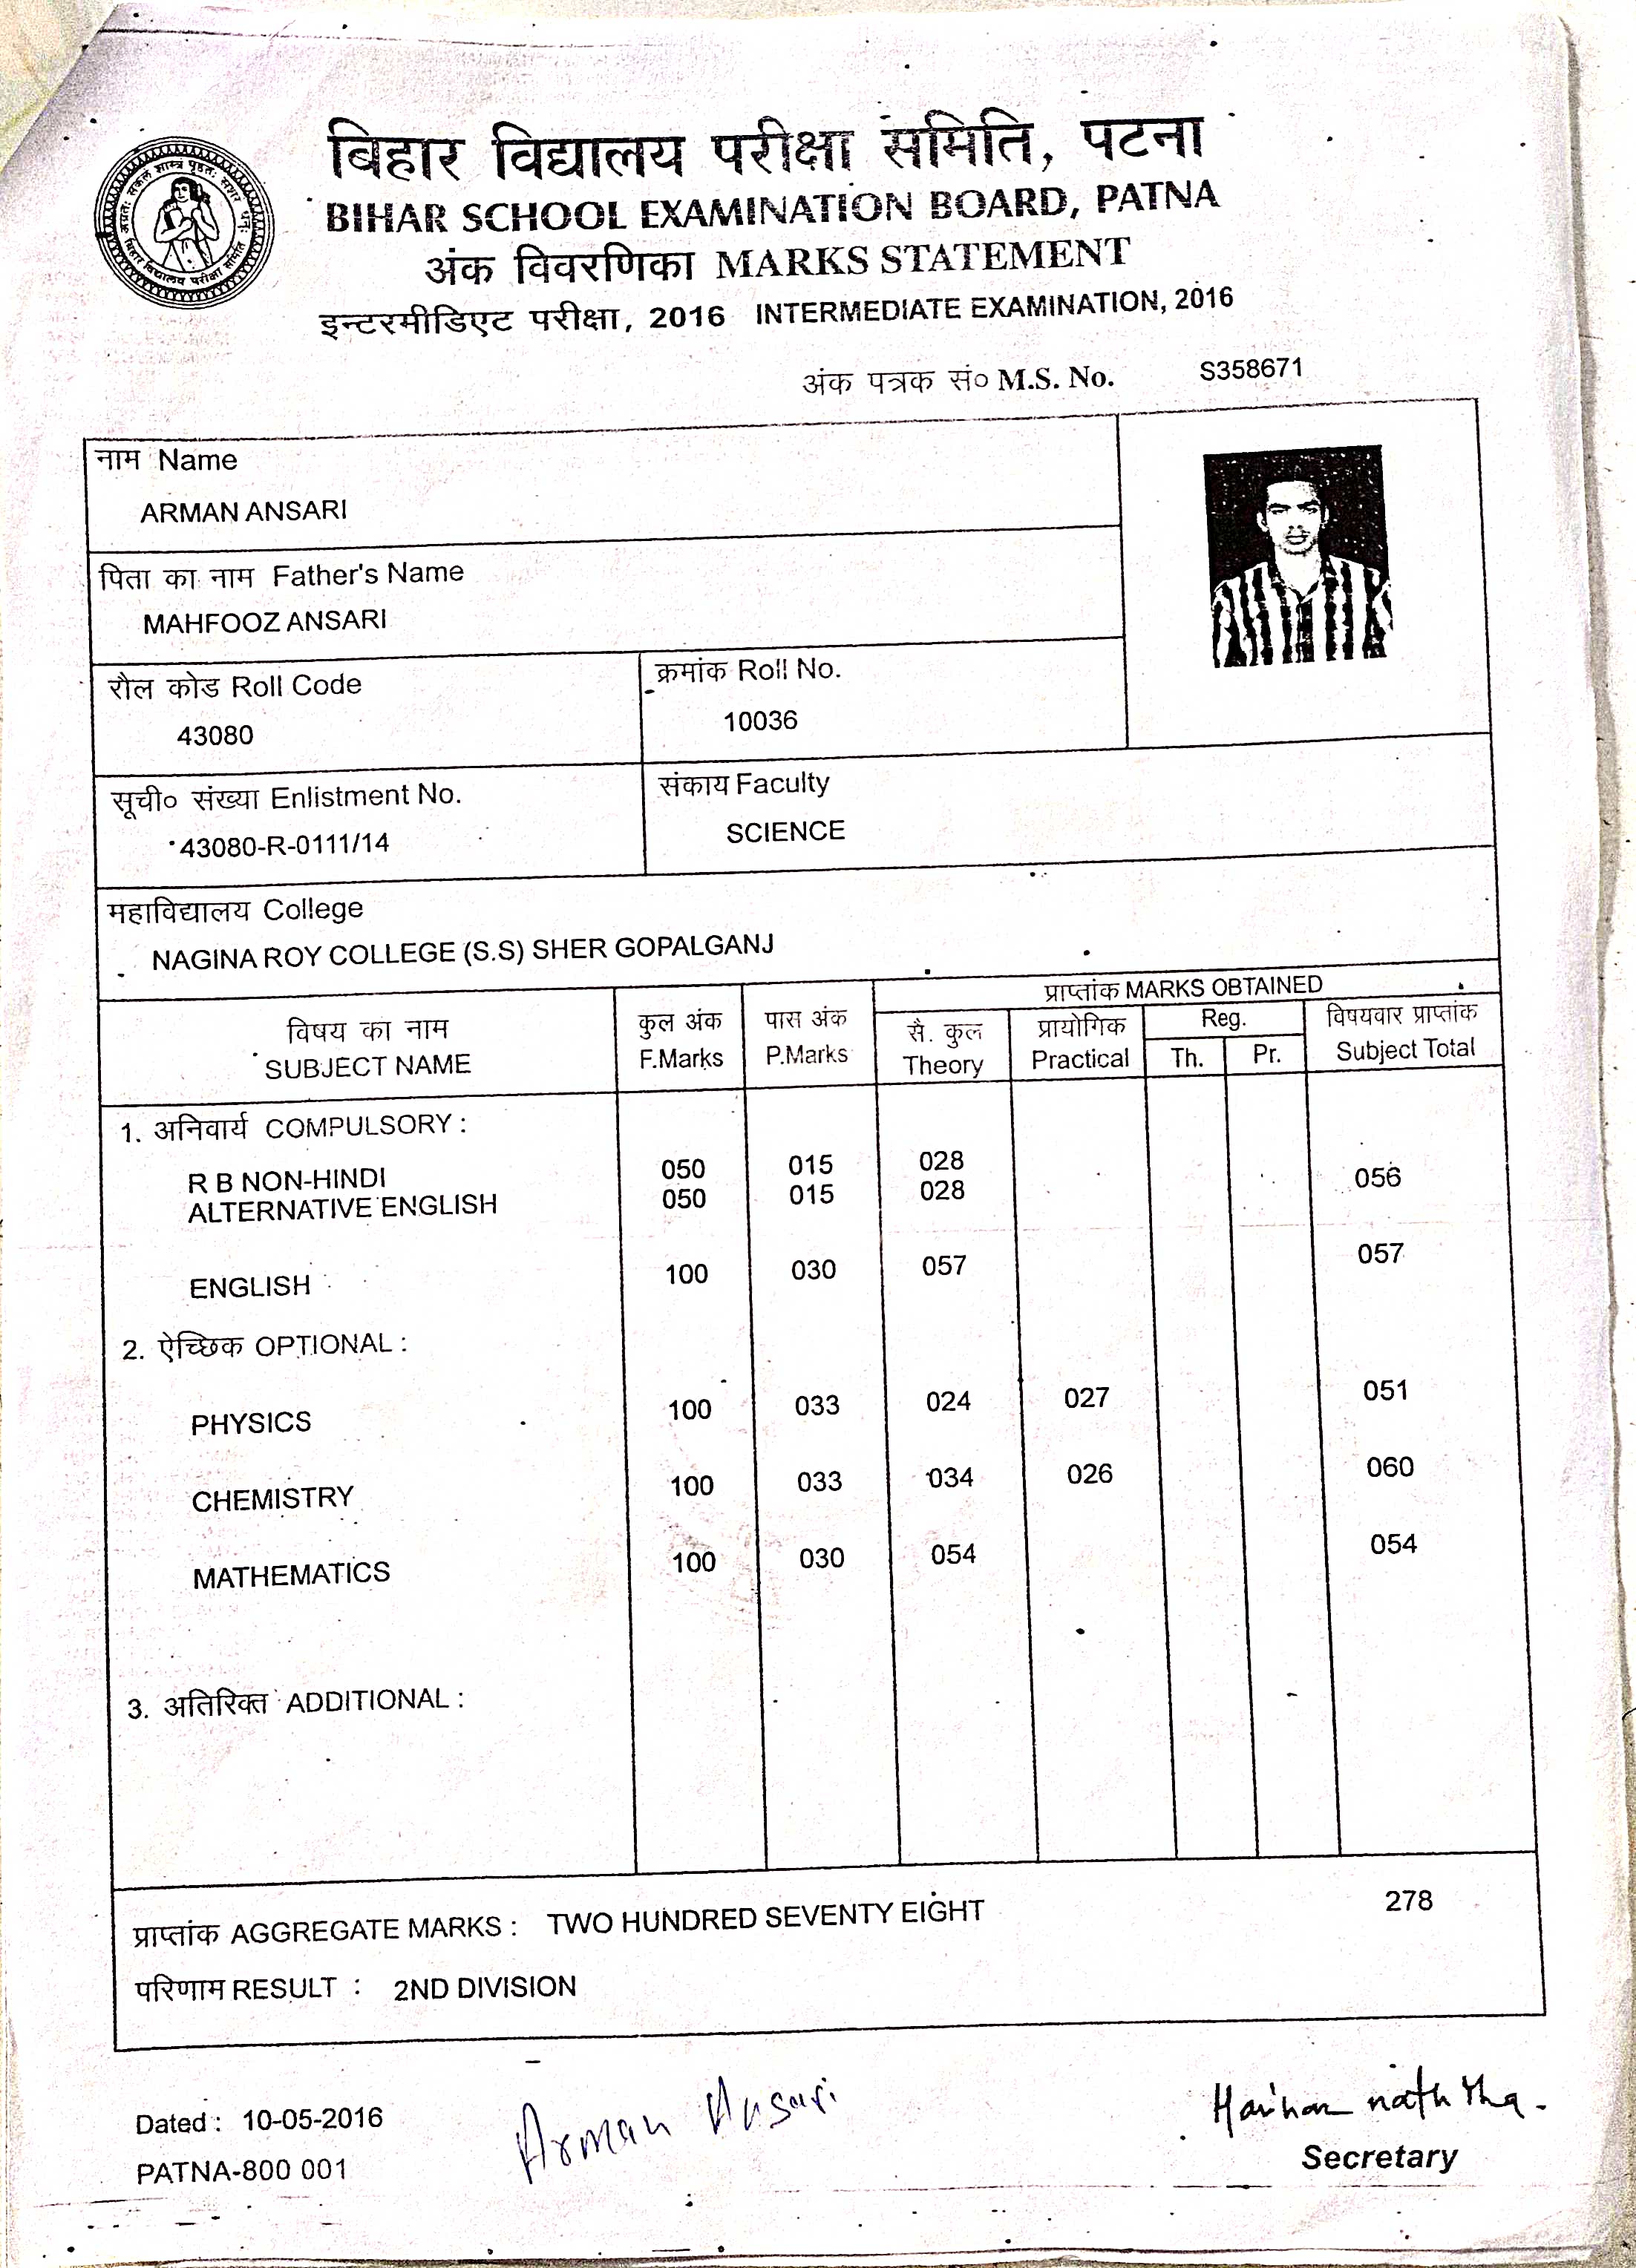 बिहार विद्यालय परीक्षा समिति, पटना
BIHAR SCHOOL EXAMINATION BOARD, PATNA
अंक विवरणिका MARKS STATEMENT
इन्टरमीडिएट परीक्षा, 2016 INTERMEDIATE EXAMINATION, 2016
अंक पत्रक सं० M.S. No. S358671
नाम Name
ARMAN ANSARI
पिता का नाम Father's Name
MAHFOOZ ANSARI
रौल कोड Roll Code क्रमांक Roll No.
43080 10036
सूची० संख्या Enlistment No. संकाय Faculty
43080-R-0111/14 SCIENCE
महाविद्यालय College
NAGINA ROY COLLEGE (S.S) SHER GOPALGANJ
प्राप्तांक MARKS OBTAINED
विषय का नाम कुल अंक पास अंक सै. कुल प्रायोगिक Reg. विषयवार प्राप्तांक
SUBJECT NAME F.Marks P.Marks Theory Practical Th. Pr. Subject Total
1. अनिवार्य COMPULSORY :
R B NON-HINDI 050 015 028 056
ALTERNATIVE ENGLISH 050 015 028
ENGLISH 100 030 057 057
2. ऐच्छिक OPTIONAL :
PHYSICS 100 033 024 027 051
CHEMISTRY 100 033 034 026 060
MATHEMATICS 100 030 054 054
3. अतिरिक्त ADDITIONAL :
प्राप्तांक AGGREGATE MARKS : TWO HUNDRED SEVENTY EIGHT 278
परिणाम RESULT : 2ND DIVISION
Dated : 10-05-2016 Arman Ansari
PATNA-800 001 Secretary